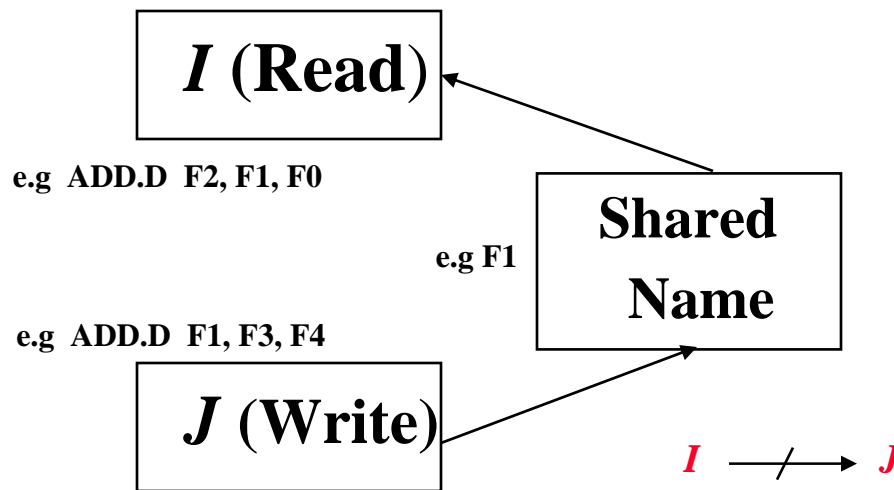 I (Read)
e.g ADD.D F2, F1, F0
Shared
Name
e.g F1
e.g ADD.D F1, F3, F4
J (Write)
I J